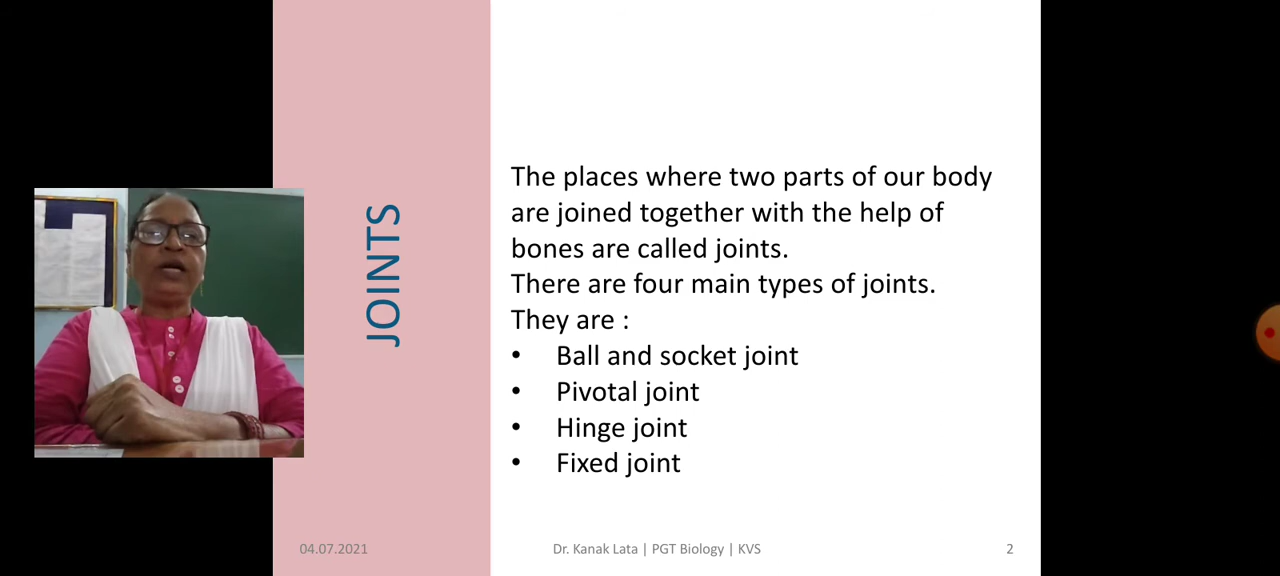 JOINTS
The places where two parts of our body
are joined together with the help of
bones are called joints.
There are four main types of joints.
They are :
• Ball and socket joint
• Pivotal joint
• Hinge joint
• Fixed joint
04.07.2021
Dr. Kanak Lata | PGT Biology | KVS
2